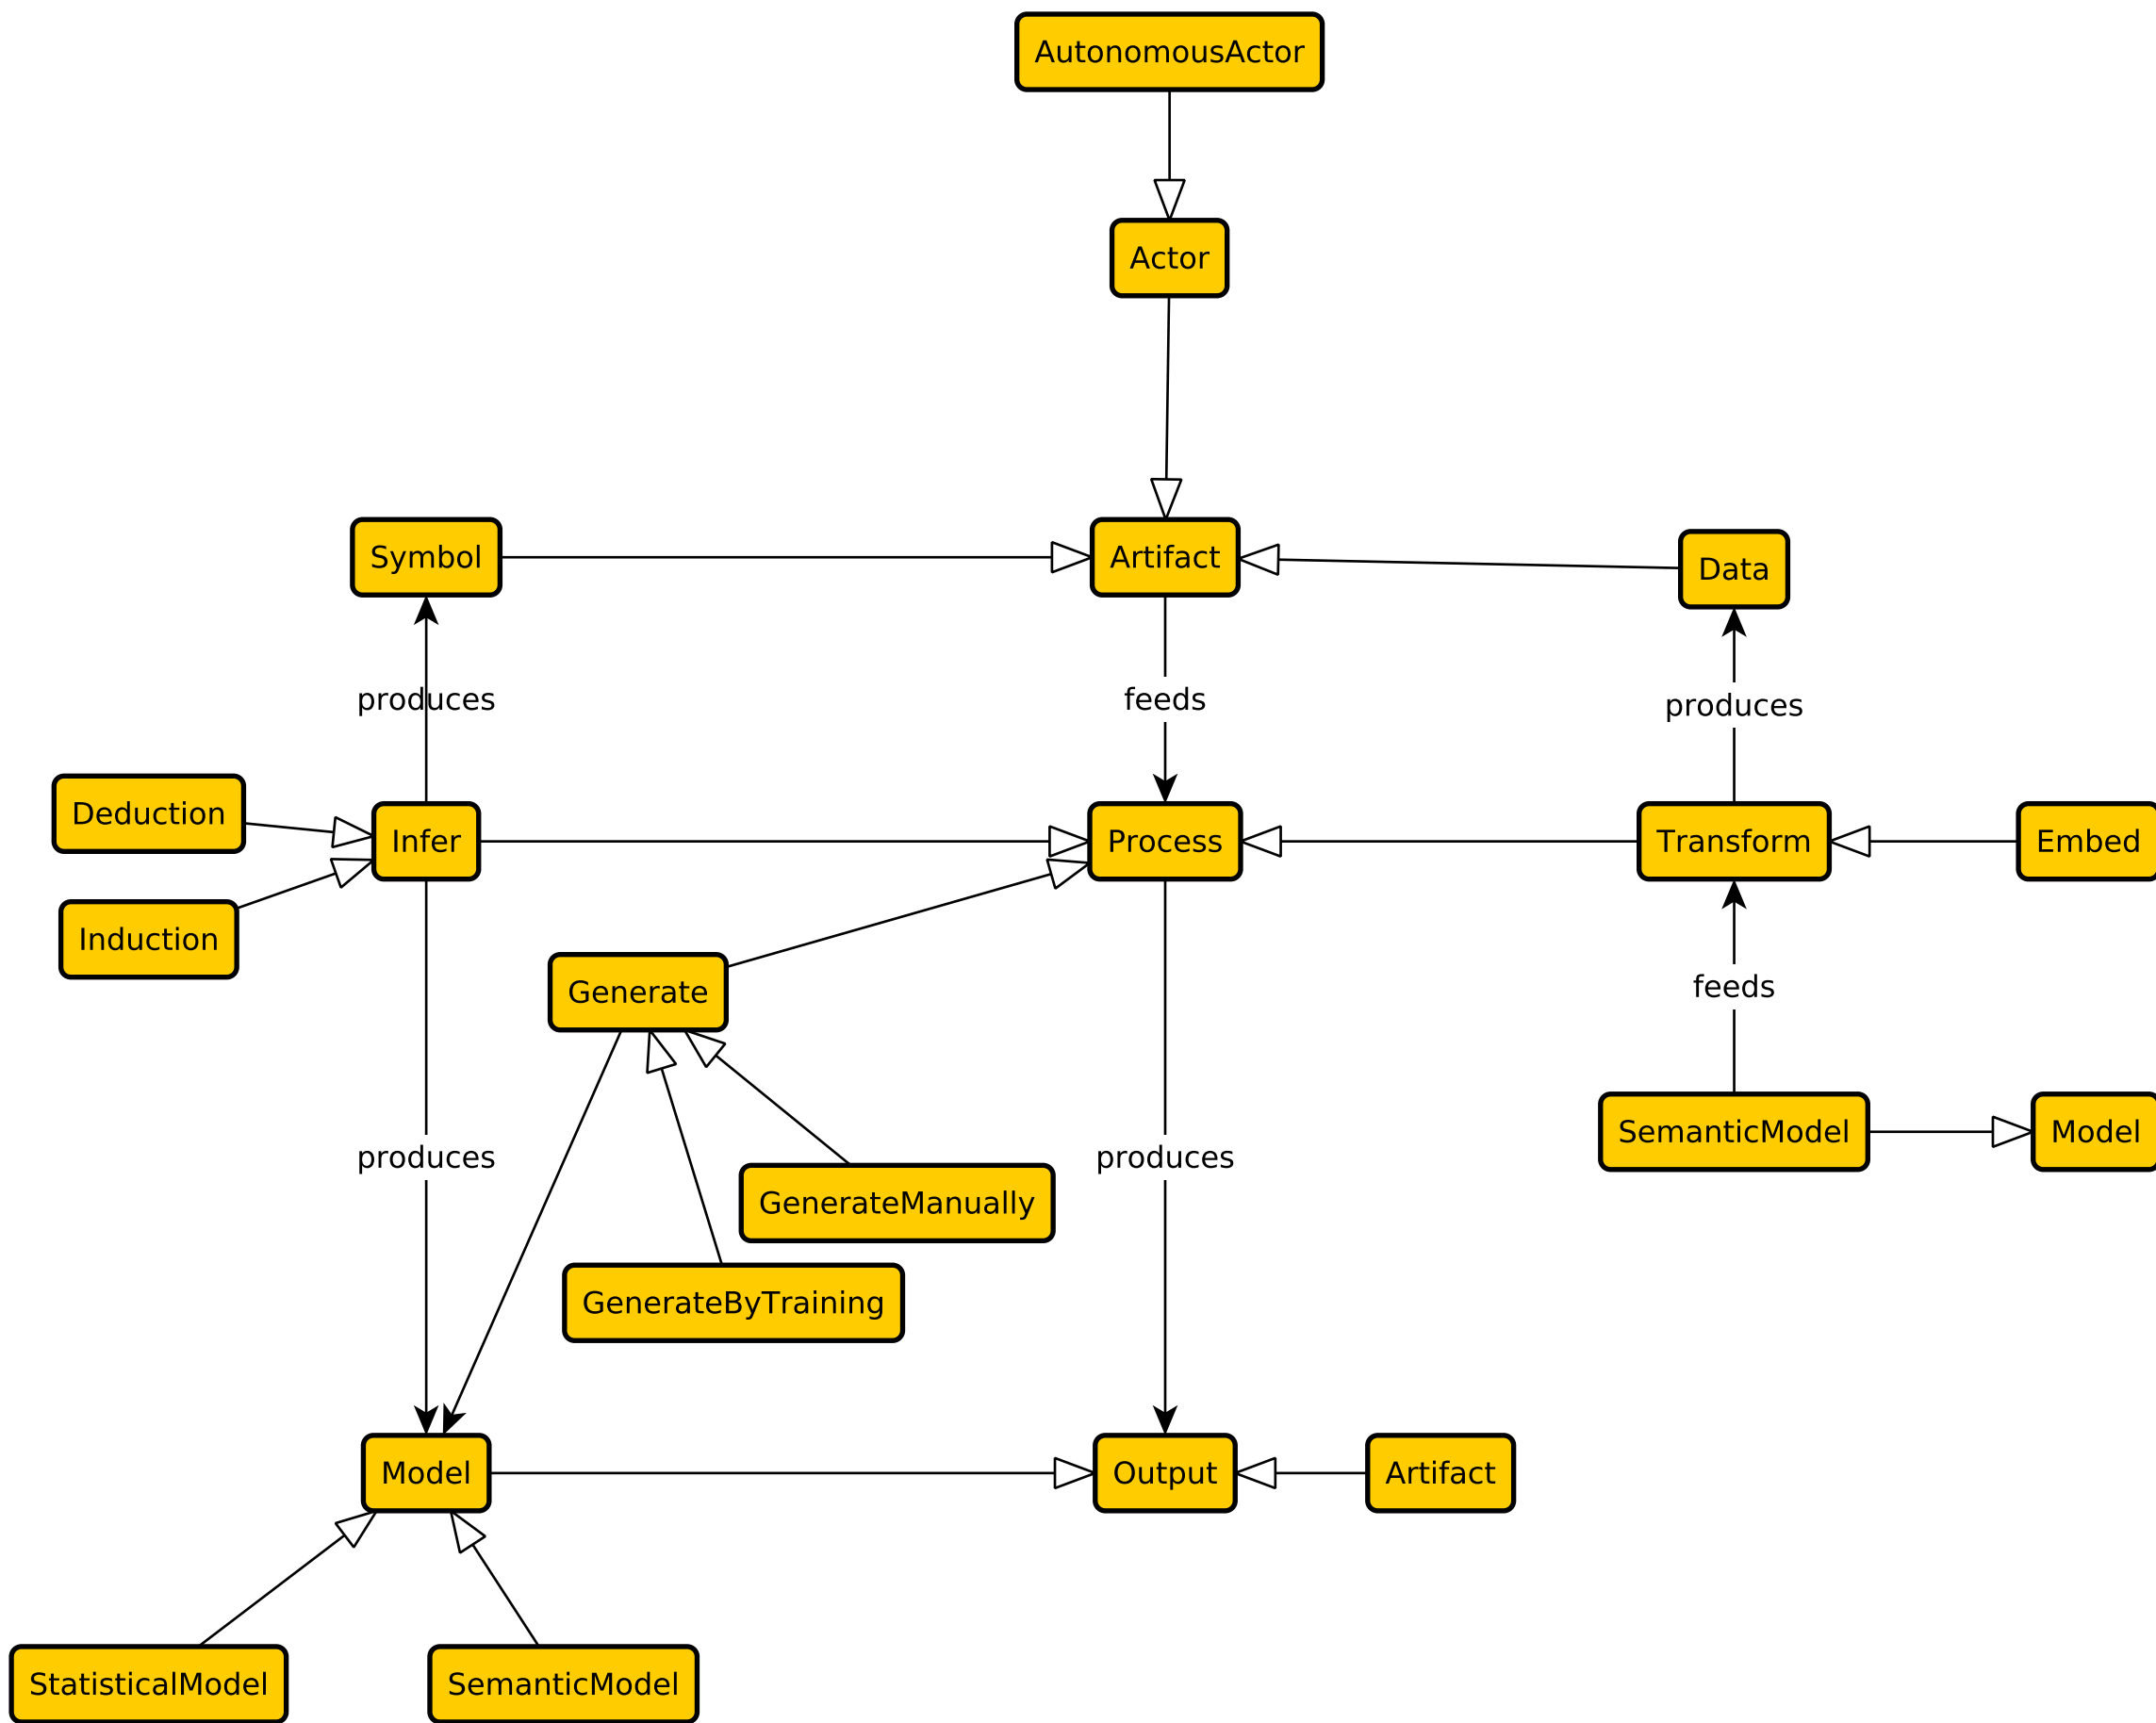 AutonomousActor
Actor
Symbol
Artifact
Data
produces
feeds
produces
Deduction
Infer
Process
Transform
Embed
Induction
Generate
feeds
SemanticModel
Model
produces
GenerateManually
produces
GenerateByTraining
Model
Output
Artifact
StatisticalModel
SemanticModel